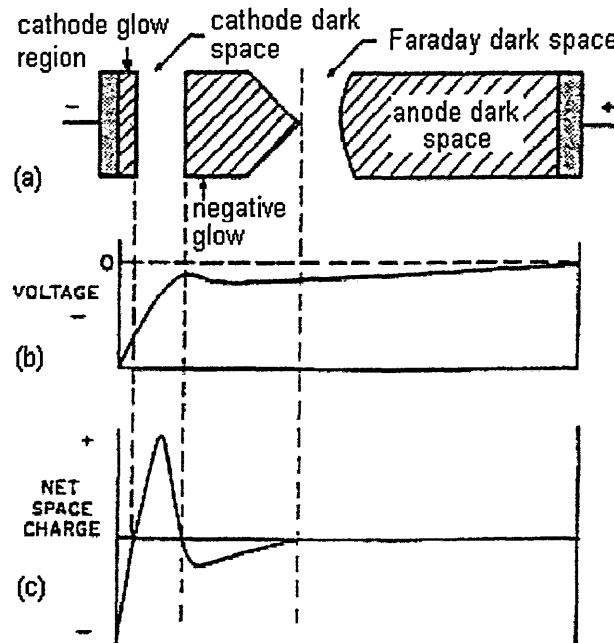 cathode glow
region
cathode dark
space
Faraday dark space
−
+
anode dark
space
(a)
negative
glow
0
VOLTAGE
−
(b)
+
NET
SPACE
CHARGE
(c)
−